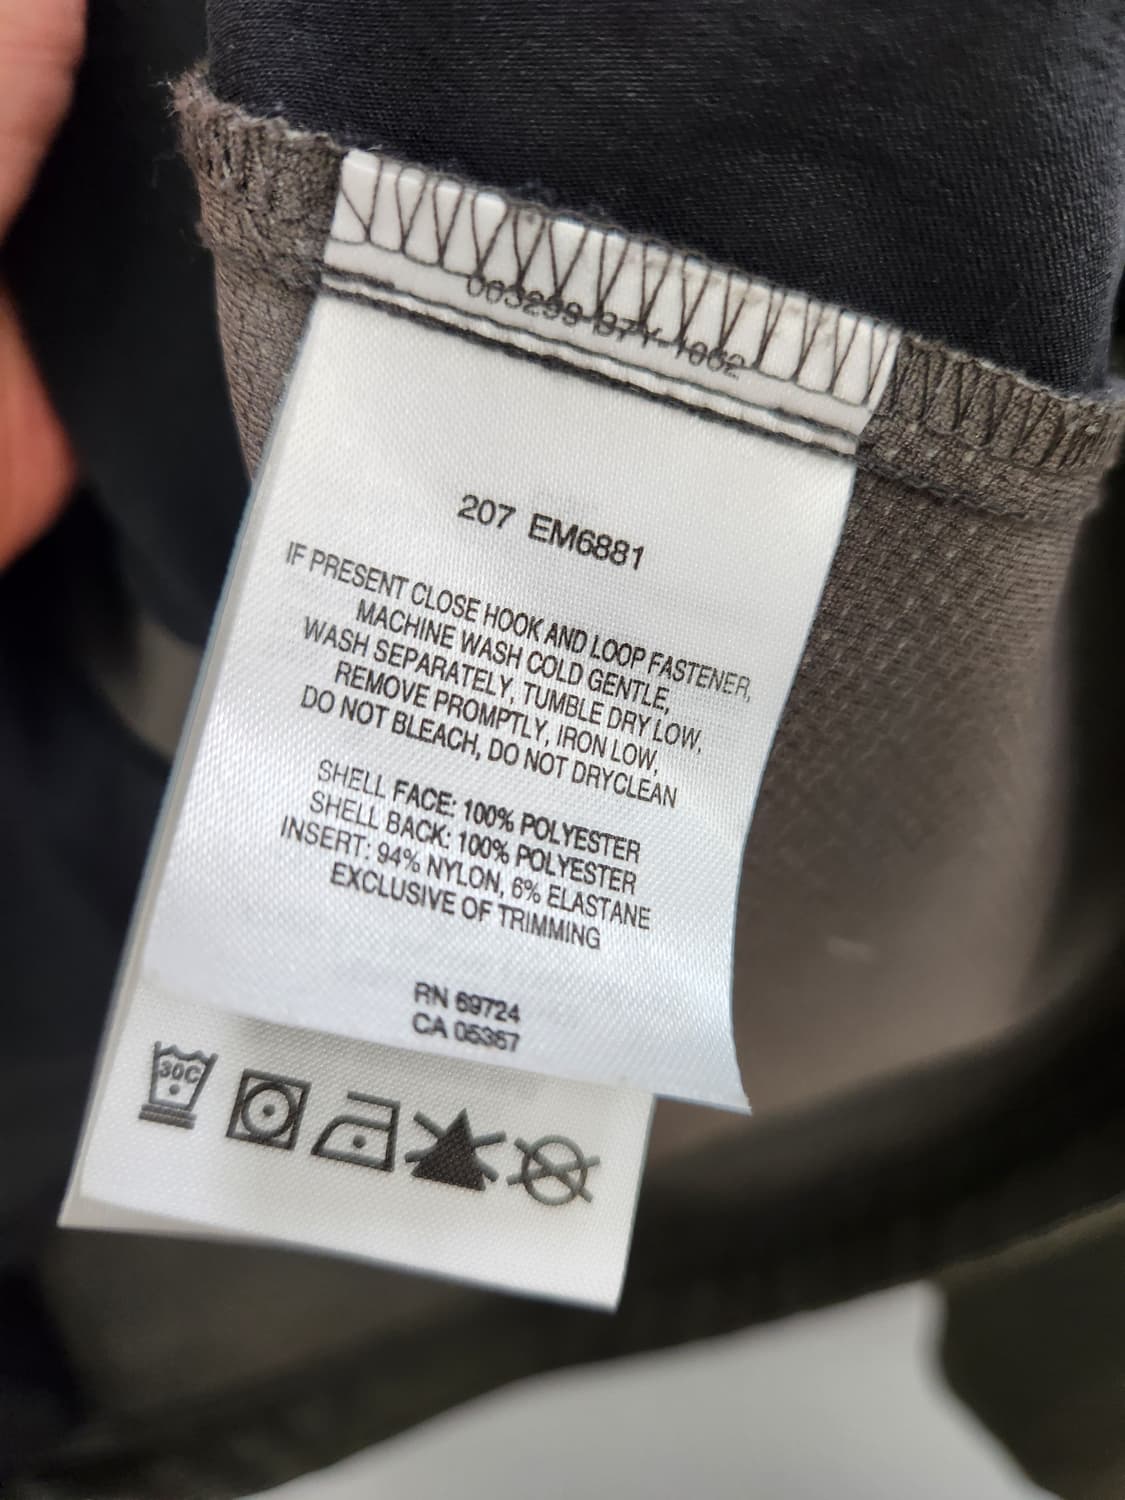 207 EM6881
IF PRESENT CLOSE HOOK AND LOOP FASTENER,
MACHINE WASH COLD GENTLE,
WASH SEPARATELY, TUMBLE DRY LOW,
REMOVE PROMPTLY, IRON LOW,
DO NOT BLEACH, DO NOT DRYCLEAN
SHELL FACE: 100% POLYESTER
SHELL BACK: 100% POLYESTER
INSERT: 94% NYLON, 6% ELASTANE
EXCLUSIVE OF TRIMMING
RN 69724
CA 05367
30C